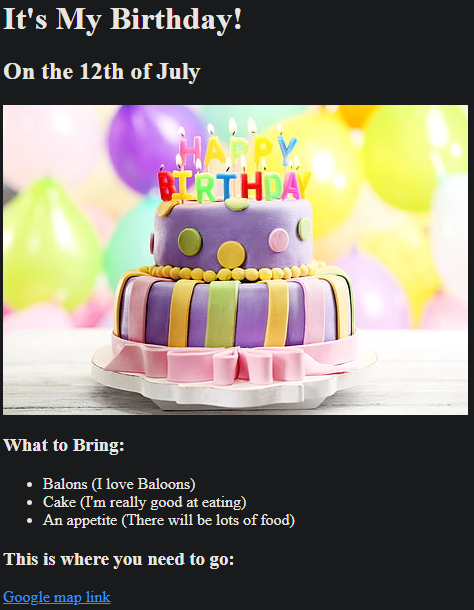 It's My Birthday!
On the 12th of July
HAPPY
BIRTHDAY
What to Bring:
Balons (I love Baloons)
Cake (I'm really good at eating)
An appetite (There will be lots of food)
This is where you need to go:
Google map link